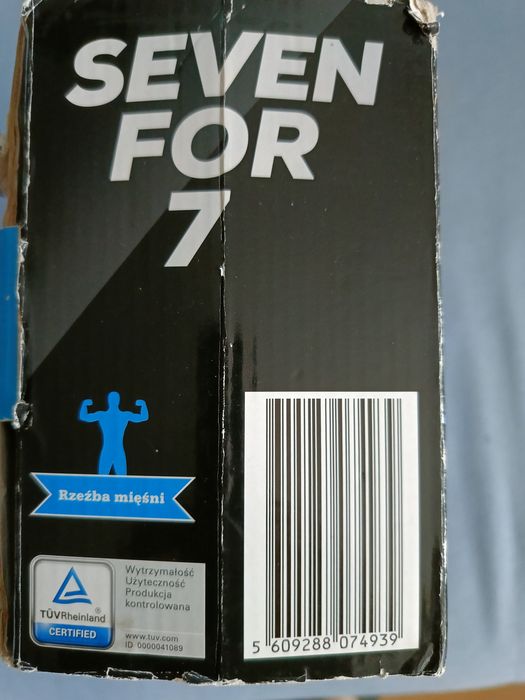 SEVEN
FOR
7
Rzeźba mięśni
TÜVRheinland®
CERTIFIED
Wytrzymałość
Użyteczność
Produkcja
kontrolowana
www.tuv.com
ID 0000041089
5 609288 074939